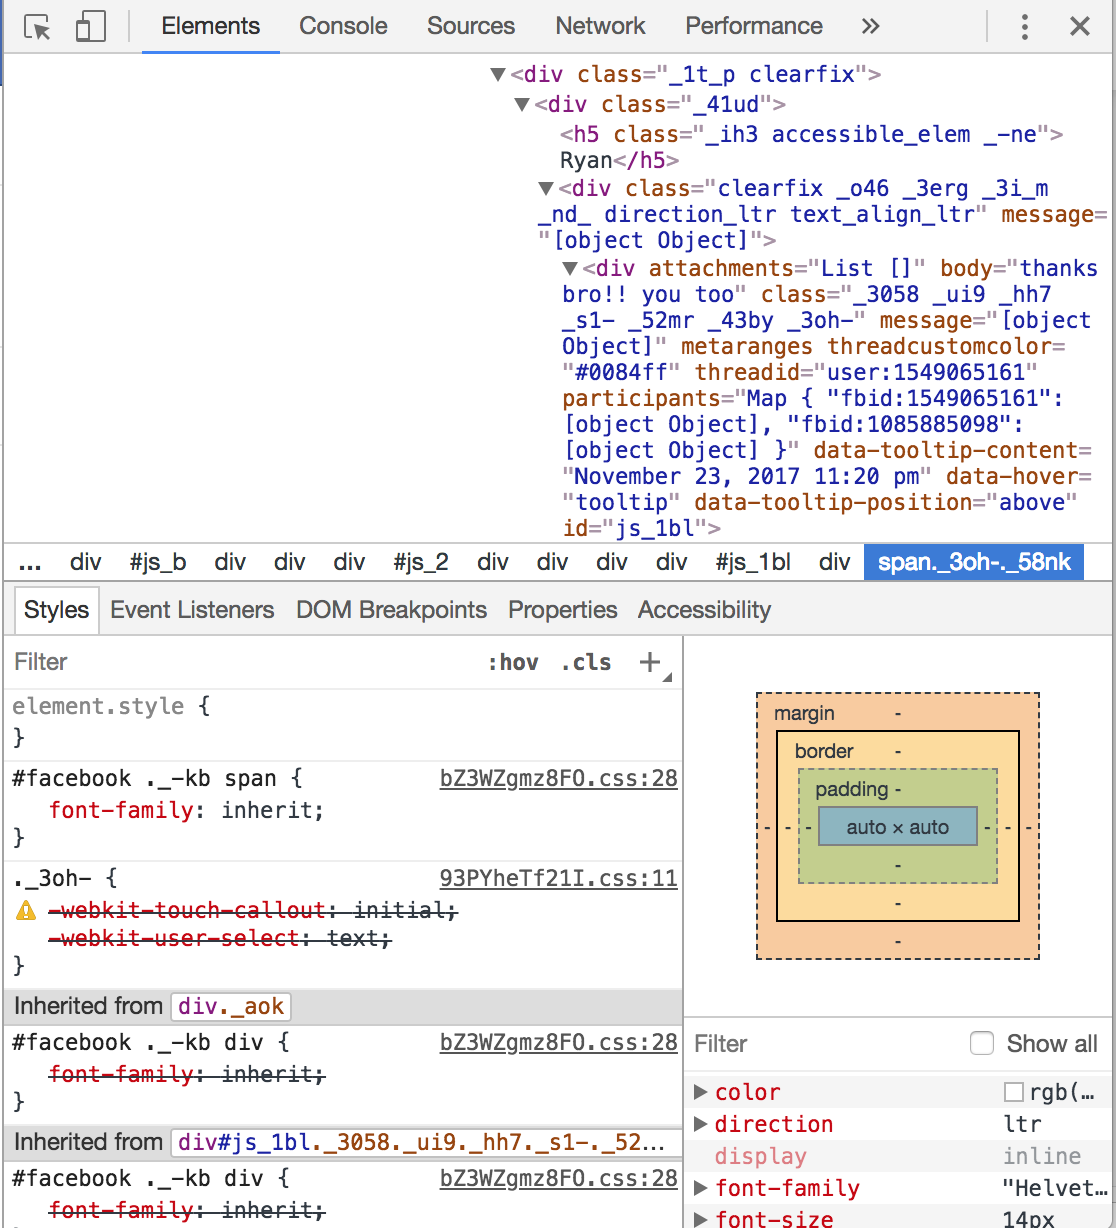 Elements Console Sources Network Performance »
▼<div class="_1t_p clearfix">
▼<div class="_41ud">
<h5 class="_ih3 accessible_elem _-ne">
Ryan</h5>
▼<div class="clearfix _o46 _3erg _3i_m
_nd_ direction_ltr text_align_ltr" message=
"[object Object]">
▼<div attachments="List []" body="thanks
bro!! you too" class="_3058 _ui9 _hh7
_s1- _52mr _43by _3oh-" message="[object
Object]" metaranges threadcustomcolor=
"#0084ff" threadid="user:1549065161"
participants="Map { "fbid:1549065161":
[object Object], "fbid:1085885098":
[object Object] }" data-tooltip-content=
"November 23, 2017 11:20 pm" data-hover=
"tooltip" data-tooltip-position="above"
id="js_1bl">
... div #js_b div div div #js_2 div div div div #js_1bl div span._3oh-._58nk
Styles Event Listeners DOM Breakpoints Properties Accessibility
Filter :hov .cls +
element.style {
}
#facebook ._-kb span { bZ3WZgmz8FO.css:28
font-family: inherit;
}
._3oh- { 93PYheTf21I.css:11
-webkit-touch-callout: initial;
-webkit-user-select: text;
}
Inherited from div._aok
#facebook ._-kb div { bZ3WZgmz8FO.css:28
font-family: inherit;
}
Inherited from div#js_1bl._3058._ui9._hh7._s1-._52...
#facebook ._-kb div { bZ3WZgmz8FO.css:28
font-family: inherit;
margin -
border -
padding -
- - - auto × auto - - -
-
-
-
Filter Show all
color rgb(...
direction ltr
display inline
font-family "Helvet...
font-size 14px